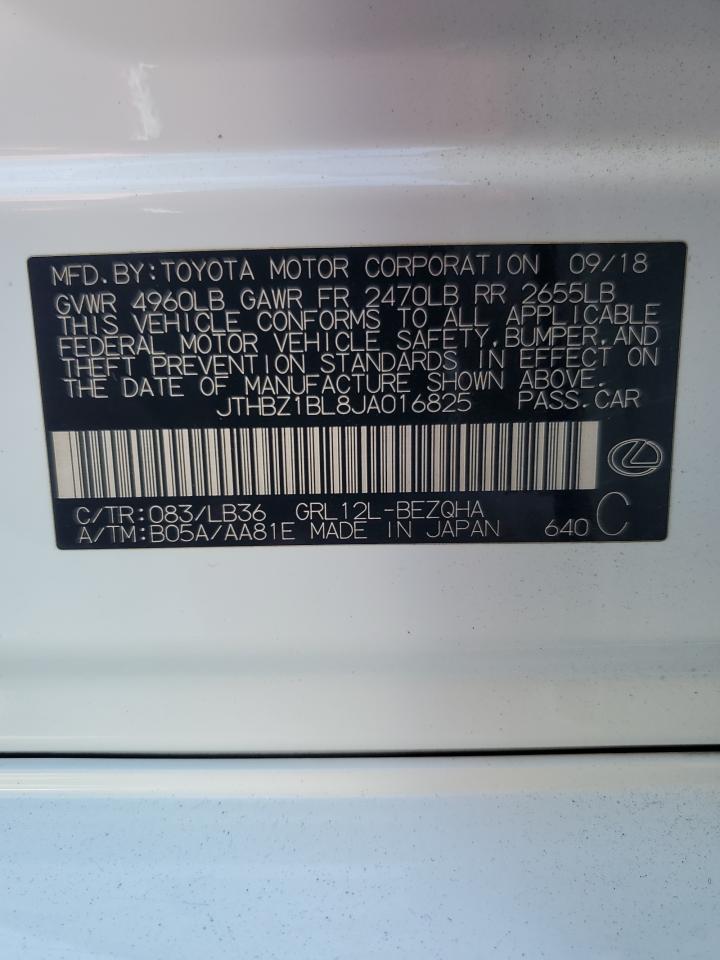 MFD.BY:TOYOTA MOTOR CORPORATION 09/18
GVWR 4960LB GAWR FR 2470LB RR 2655LB
THIS VEHICLE CONFORMS TO ALL APPLICABLE
FEDERAL MOTOR VEHICLE SAFETY,BUMPER,AND
THEFT PREVENTION STANDARDS IN EFFECT ON
THE DATE OF MANUFACTURE SHOWN ABOVE.
JTHBZ1BL8JA016825 PASS.CAR
C/TR:083/LB36 GRL12L-BEZQHA
A/TM:B05A/AA81E MADE IN JAPAN 640 C